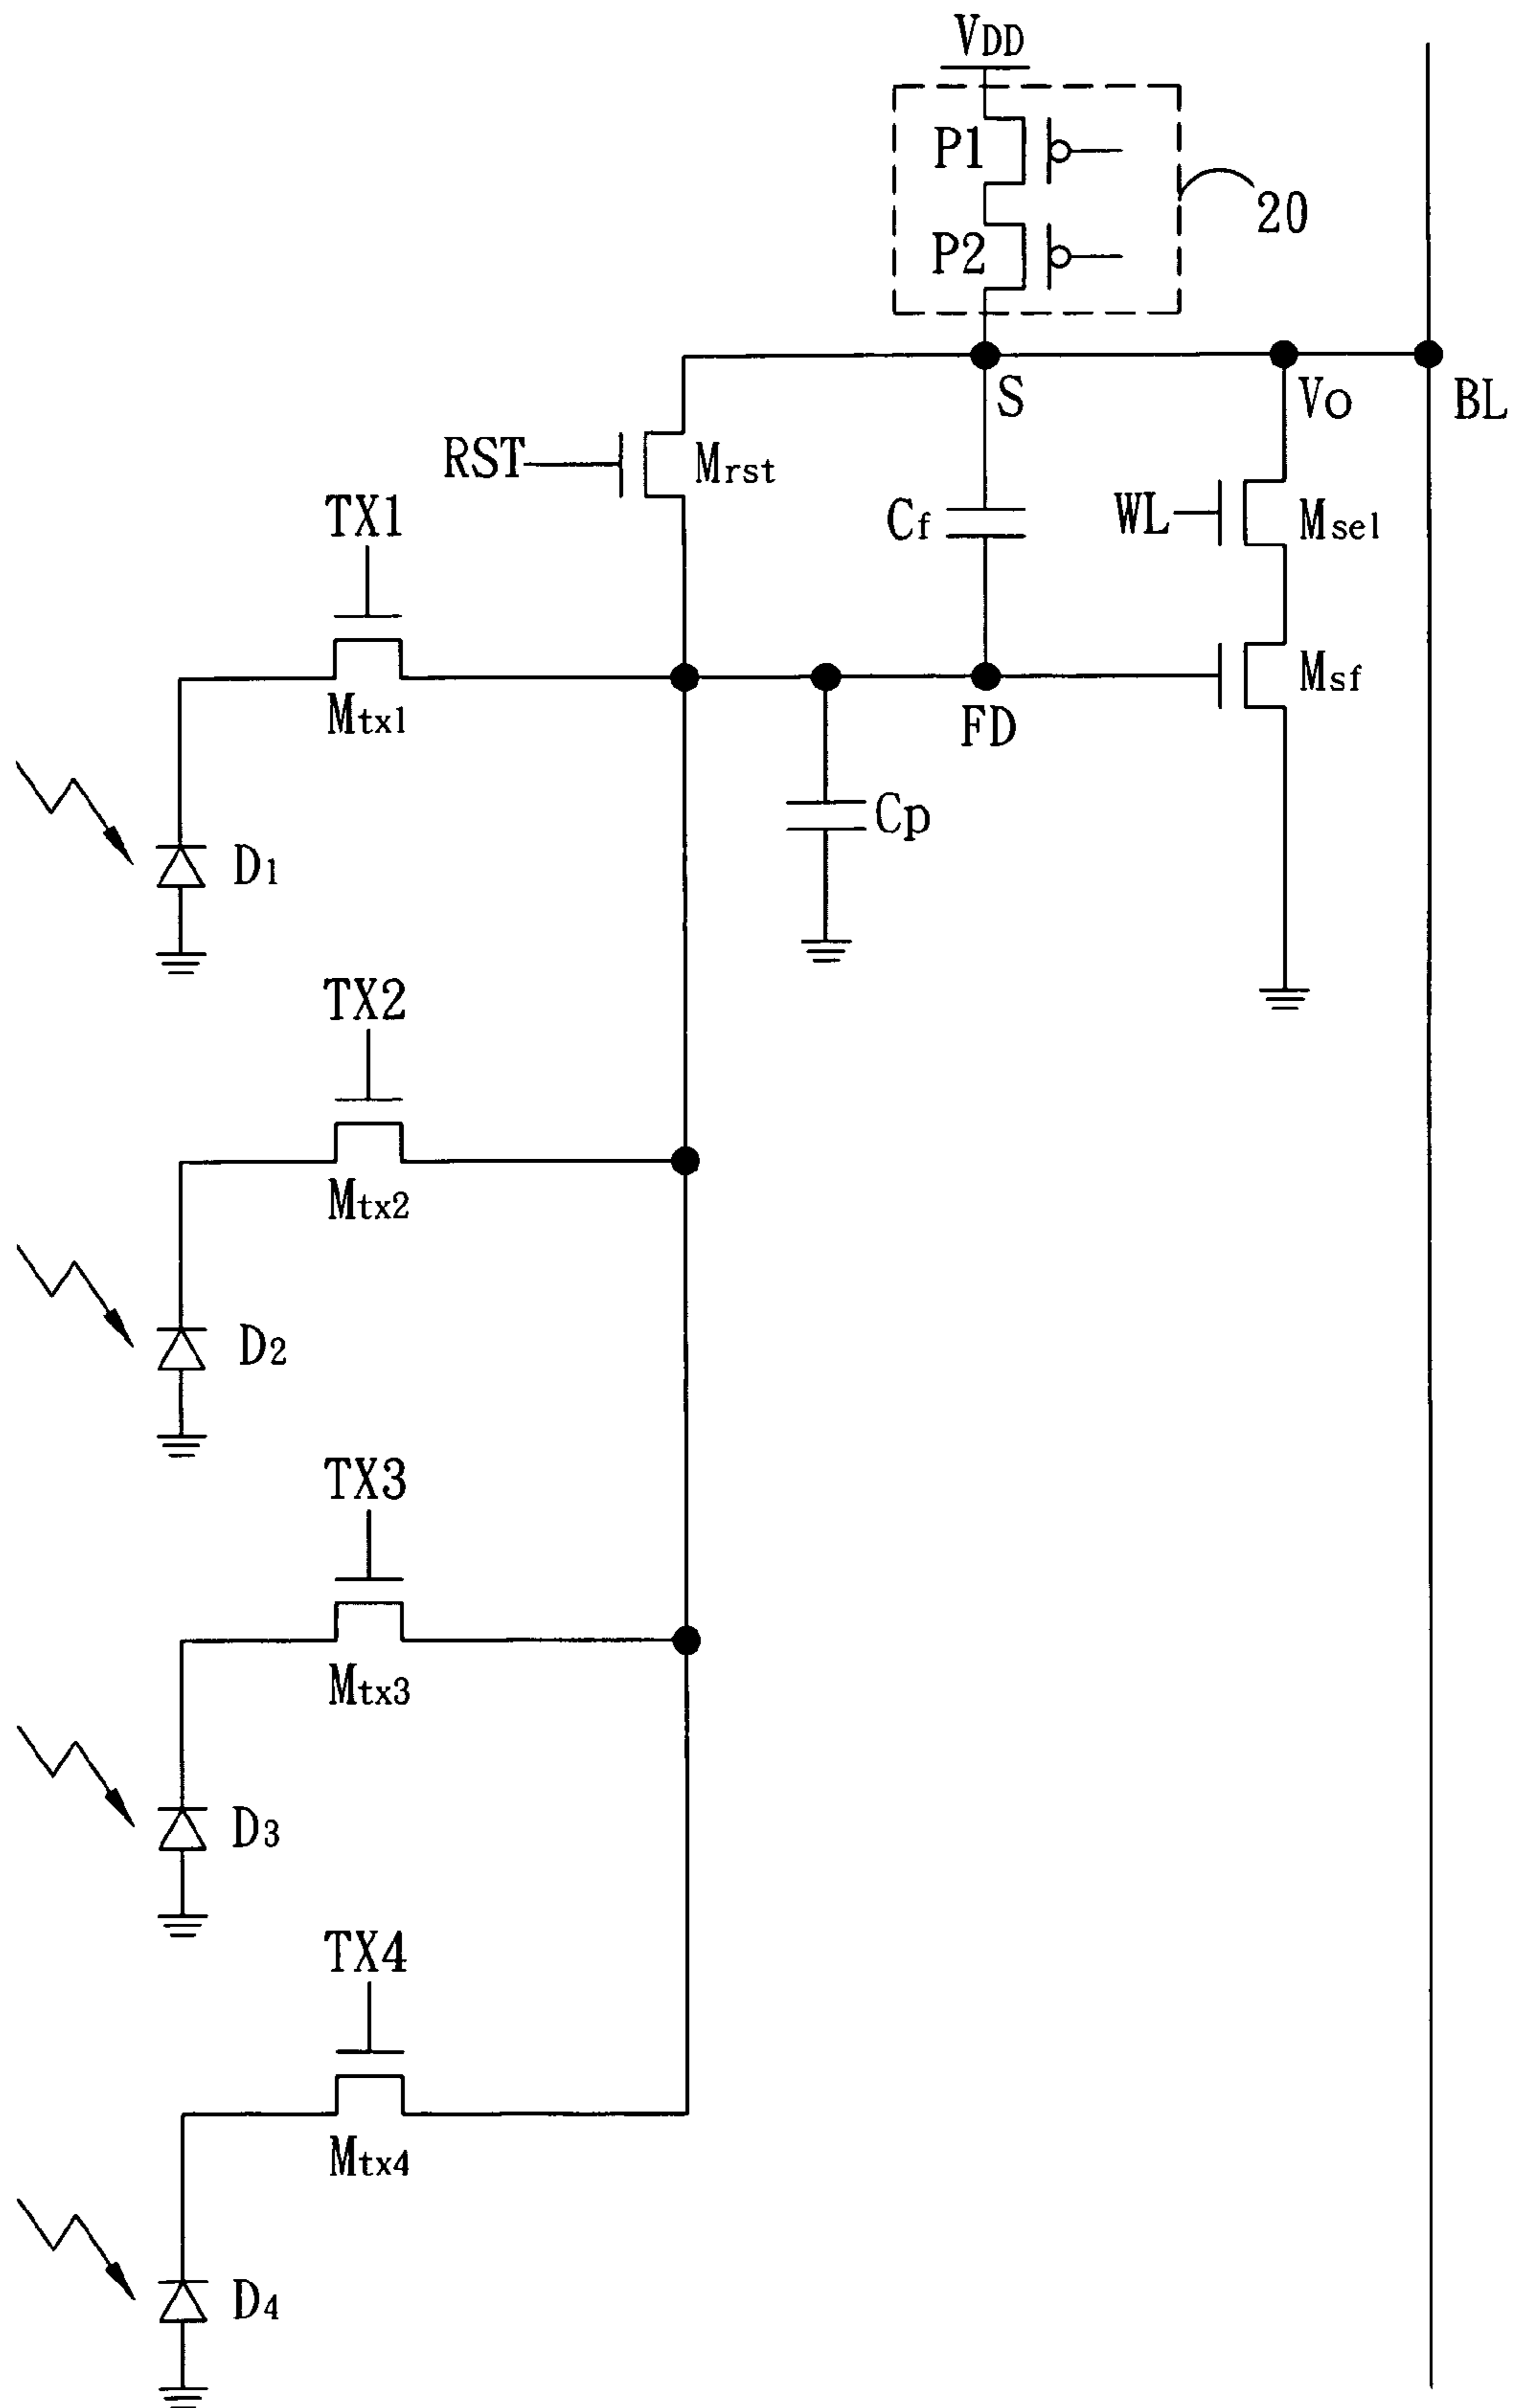 VDD
P1
P2
20
S
VO
BL
RST
Mrst
Cf
WL
Msel
TX1
Mtx1
FD
Msf
Cp
D1
TX2
Mtx2
D2
TX3
Mtx3
D3
TX4
Mtx4
D4